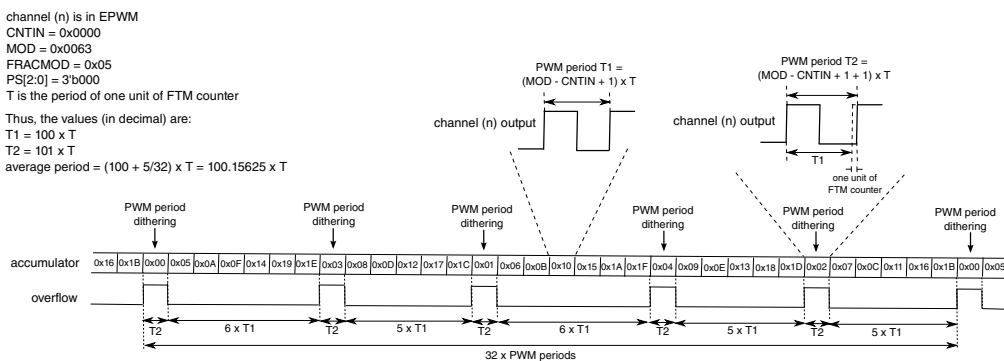 channel (n) is in EPWM
CNTIN = 0x0000
MOD = 0x0063
FRACMOD = 0x05
PS[2:0] = 3'b000
T is the period of one unit of FTM counter
Thus, the values (in decimal) are:
T1 = 100 x T
T2 = 101 x T
average period = (100 + 5/32) x T = 100.15625 x T
PWM period T1 =
(MOD - CNTIN + 1) x T
channel (n) output
PWM period T2 =
(MOD - CNTIN + 1 + 1) x T
channel (n) output
T1
one unit of
FTM counter
PWM period
dithering
PWM period
dithering
PWM period
dithering
PWM period
dithering
PWM period
dithering
PWM period
dithering
accumulator
0x16 0x1B 0x00 0x05 0x0A 0x0F 0x14 0x19 0x1E 0x03 0x08 0x0D 0x12 0x17 0x1C 0x01 0x06 0x0B 0x10 0x15 0x1A 0x1F 0x04 0x09 0x0E 0x13 0x18 0x1D 0x02 0x07 0x0C 0x11 0x16 0x1B 0x00 0x05
overflow
T2 6 x T1 T2 5 x T1 T2 6 x T1 T2 5 x T1 T2 5 x T1
32 x PWM periods